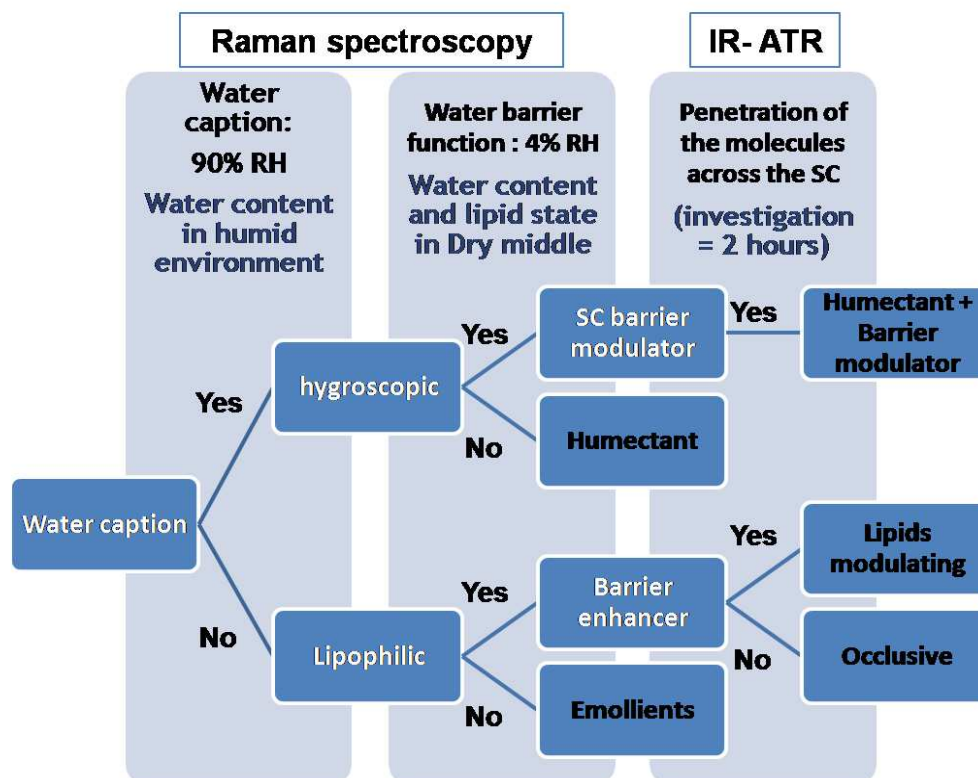 Raman spectroscopy
IR- ATR
Water
caption:
90% RH
Water content
in humid
environment
Water barrier
function : 4% RH
Water content
and lipid state
in Dry middle
Penetration of
the molecules
across the SC
(investigation
= 2 hours)
Water caption
Yes
No
hygroscopic
Lipophilic
Yes
No
Yes
No
SC barrier
modulator
Humectant
Barrier
enhancer
Emollients
Yes
Yes
No
Humectant +
Barrier
modulator
Lipids
modulating
Occlusive